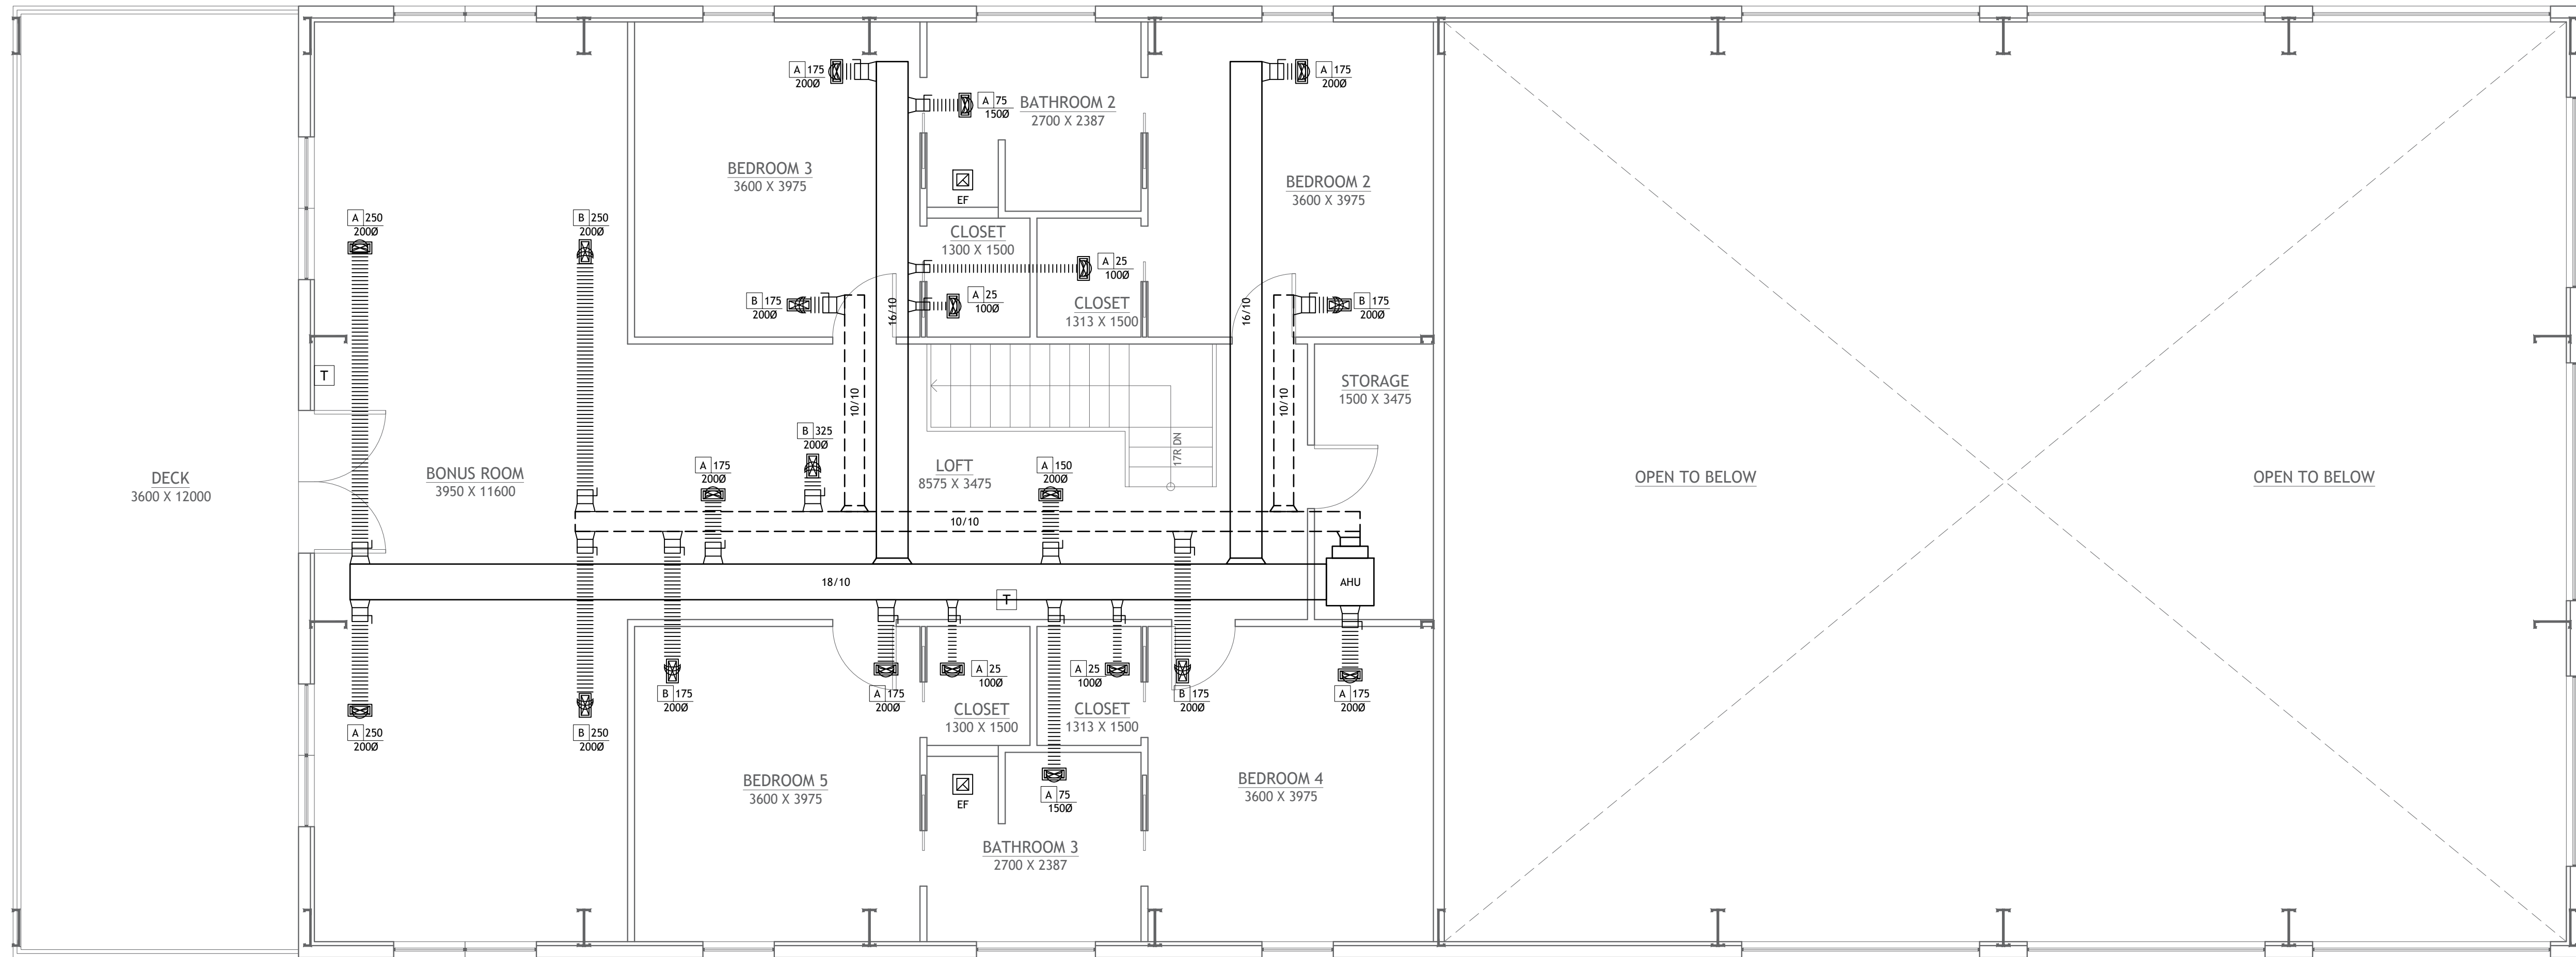 A 175
200Ø
A 75
150Ø
BATHROOM 2
2700 X 2387
A 175
200Ø
BEDROOM 3
3600 X 3975
EF
BEDROOM 2
3600 X 3975
A 250
200Ø
B 250
200Ø
CLOSET
1300 X 1500
A 25
100Ø
B 175
200Ø
16/10
A 25
100Ø
CLOSET
1313 X 1500
16/10
B 175
200Ø
T
10/10
10/10
STORAGE
1500 X 3475
B 325
200Ø
17R DN
DECK
3600 X 12000
BONUS ROOM
3950 X 11600
A 175
200Ø
LOFT
8575 X 3475
A 150
200Ø
OPEN TO BELOW
OPEN TO BELOW
10/10
18/10
T
AHU
B 175
200Ø
A 175
200Ø
A 25
100Ø
A 25
100Ø
B 175
200Ø
A 175
200Ø
CLOSET
1300 X 1500
CLOSET
1313 X 1500
A 250
200Ø
B 250
200Ø
BEDROOM 5
3600 X 3975
EF
A 75
150Ø
BEDROOM 4
3600 X 3975
BATHROOM 3
2700 X 2387